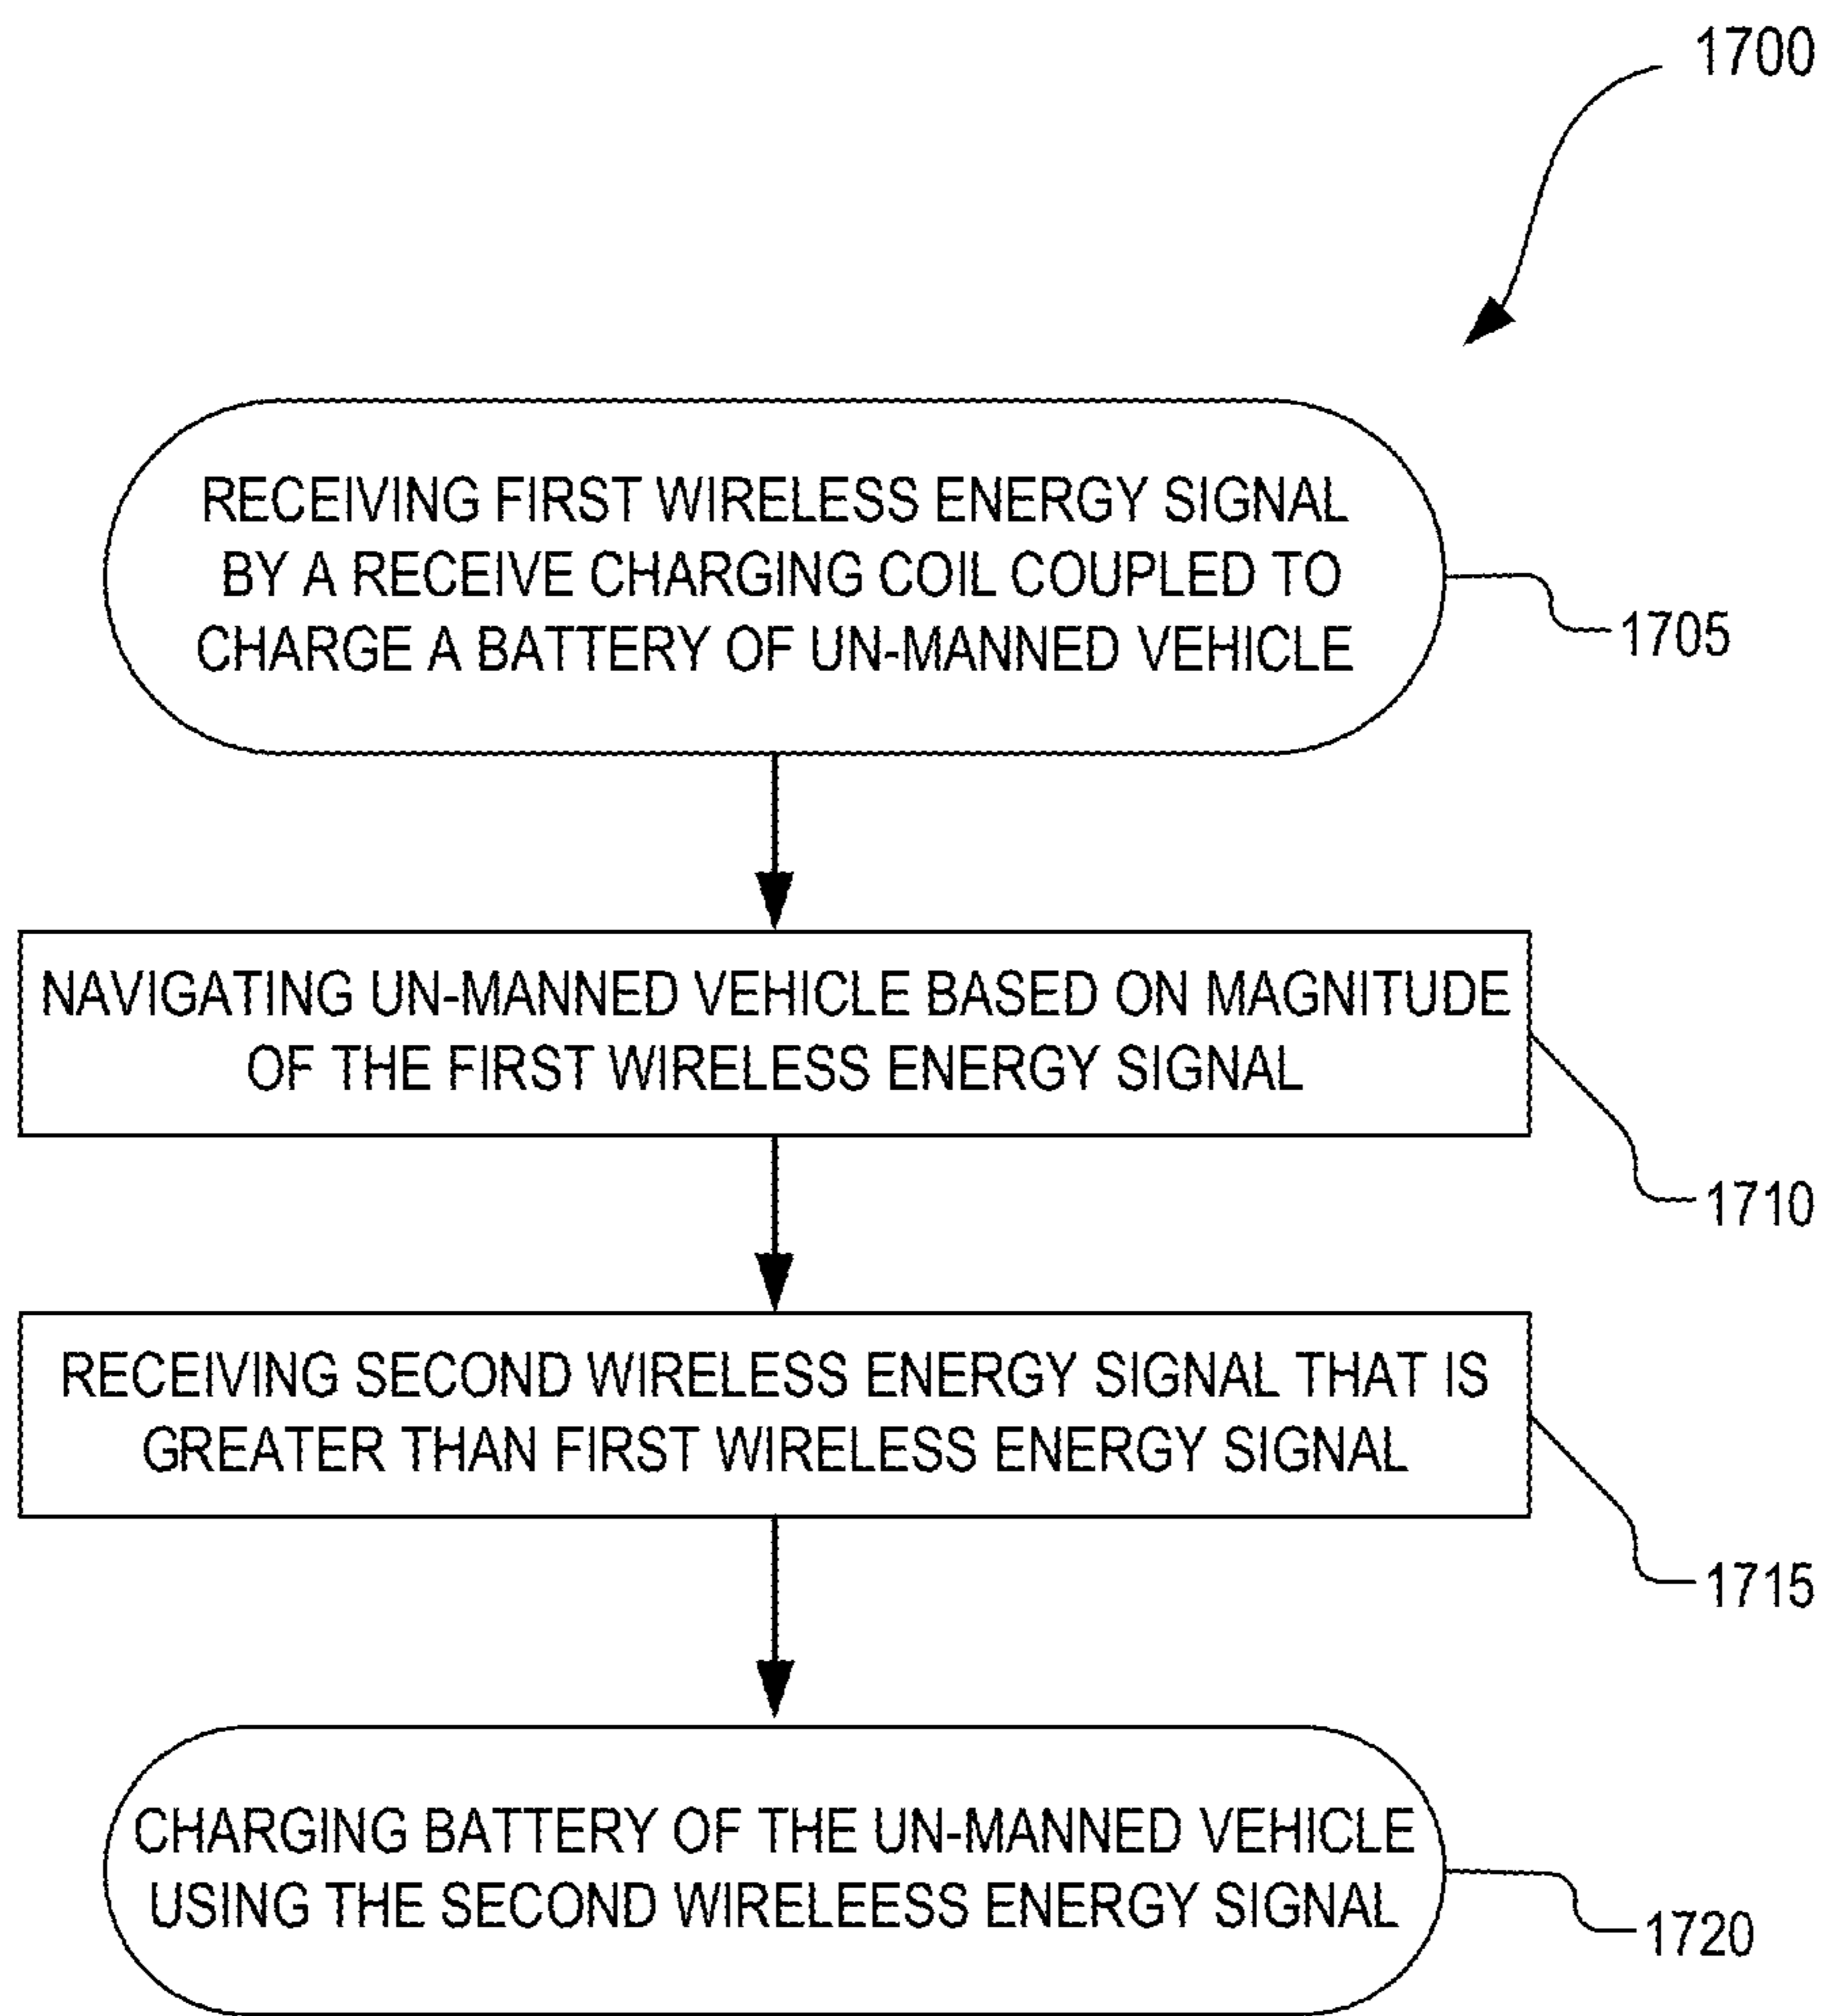 1700
RECEIVING FIRST WIRELESS ENERGY SIGNAL
BY A RECEIVE CHARGING COIL COUPLED TO
CHARGE A BATTERY OF UN-MANNED VEHICLE
1705
NAVIGATING UN-MANNED VEHICLE BASED ON MAGNITUDE
OF THE FIRST WIRELESS ENERGY SIGNAL
1710
RECEIVING SECOND WIRELESS ENERGY SIGNAL THAT IS
GREATER THAN FIRST WIRELESS ENERGY SIGNAL
1715
CHARGING BATTERY OF THE UN-MANNED VEHICLE
USING THE SECOND WIRELEESS ENERGY SIGNAL
1720